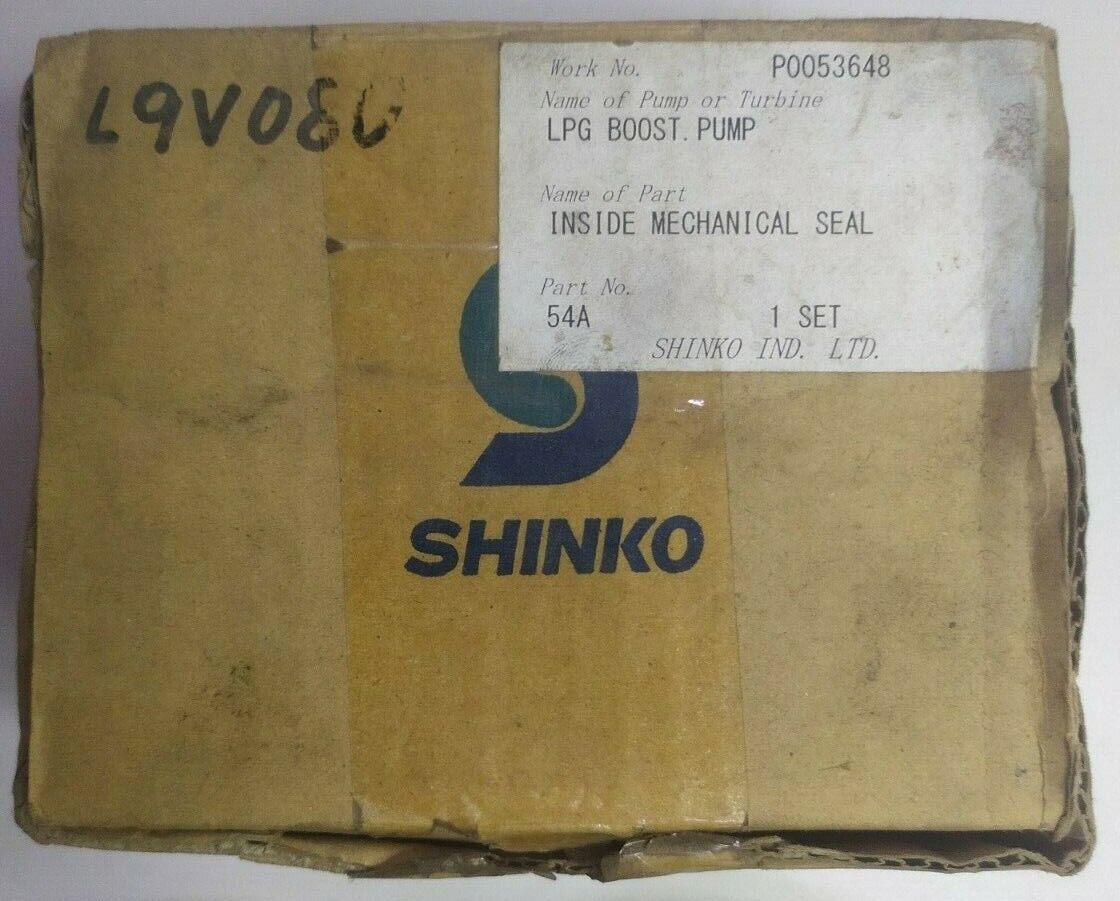 Work No. P0053648
Name of Pump or Turbine
LPG BOOST. PUMP
Name of Part
INSIDE MECHANICAL SEAL
Part No.
54A 1 SET
SHINKO IND. LTD.
SHINKO